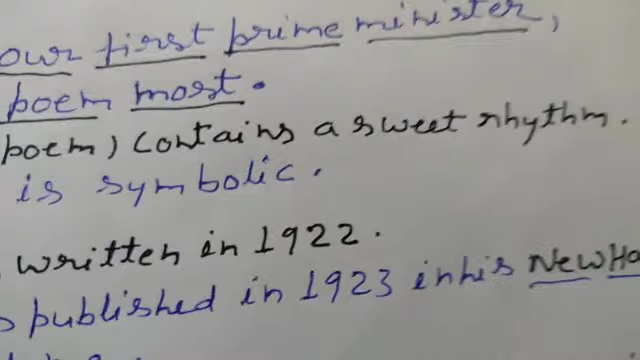 our first prime minister,
poem most.
poem) contains a sweet rhythm.
is symbolic.
written in 1922.
published in 1923 in his New Ha